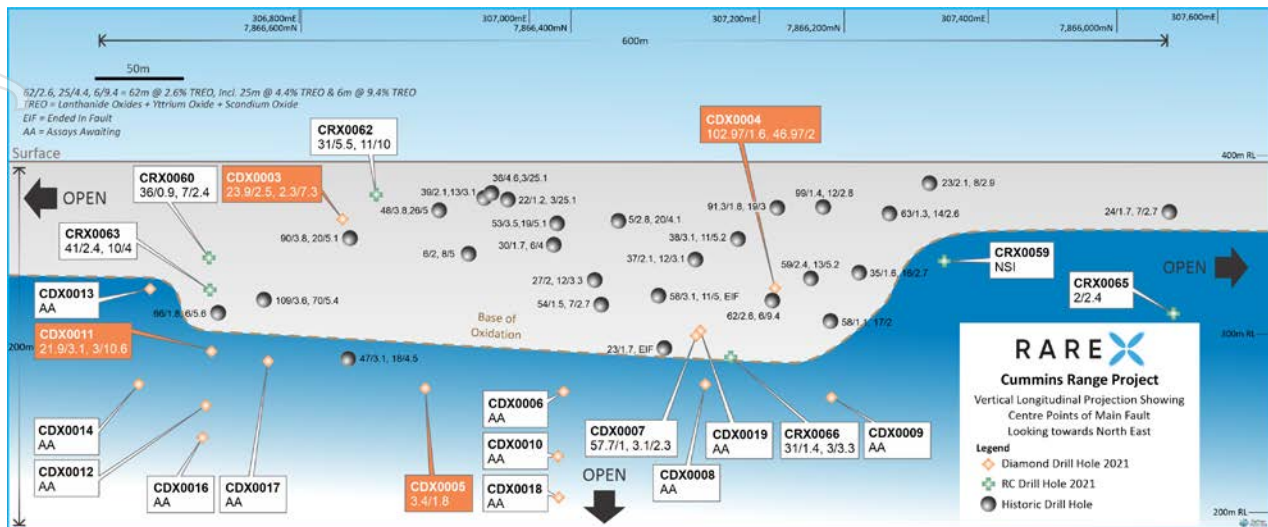 306,800mE
7,866,600mN
307,000mE
7,866,400mN
307,200mE
7,866,200mN
307,400mE
7,866,000mN
307,600mE
600m
50m
62/2.6, 25/4.4, 6/9.4 = 62m @ 2.6% TREO, Incl. 25m @ 4.4% TREO & 6m @ 9.4% TREO
TREO = Lanthanide Oxides + Yttrium Oxide + Scandium Oxide
EIF = Ended In Fault
AA = Assays Awaiting
Surface
400m RL
OPEN
CRX0062
31/5.5, 11/10
CDX0004
102.97/1.6, 46.97/2
CRX0060
36/0.9, 7/2.4
CDX0003
23.9/2.5, 2.3/7.3
CRX0063
41/2.4, 10/4
39/2.1,13/3.1
36/4.6,3/25.1
22/1.2, 3/25.1
48/3.8,26/5
53/3.5,19/5.1
5/2.8, 20/4.1
91.3/1.8, 19/3
99/1.4, 12/2.8
23/2.1, 8/2.9
63/1.3, 14/2.6
24/1.7, 7/2.7
90/3.8, 20/5.1
6/2, 8/5
30/1.7, 6/4
38/3.1, 11/5.2
37/2.1, 12/3.1
CRX0059
NSI
OPEN
27/2, 12/3.3
59/2.4, 13/5.2
35/1.6, 16/2.7
CRX0065
2/2.4
CDX0013
AA
109/3.6, 70/5.4
54/1.5, 7/2.7
58/3.1, 11/5, EIF
62/2.6, 6/9.4
66/1.8, 6/5.6
58/1.1, 17/2
Base of
Oxidation
300m RL
CDX0011
21.9/3.1, 3/10.6
200m
47/3.1, 18/4.5
23/1.7, EIF
CDX0014
AA
CDX0012
AA
CDX0016
AA
CDX0017
AA
CDX0005
3.4/1.8
CDX0006
AA
CDX0010
AA
CDX0018
AA
OPEN
CDX0007
57.7/1, 3.1/2.3
CDX0008
AA
CDX0019
AA
CRX0066
31/1.4, 3/3.3
CDX0009
AA
RAREX
Cummins Range Project
Vertical Longitudinal Projection Showing
Centre Points of Main Fault
Looking towards North East
Legend
Diamond Drill Hole 2021
RC Drill Hole 2021
Historic Drill Hole
200m RL